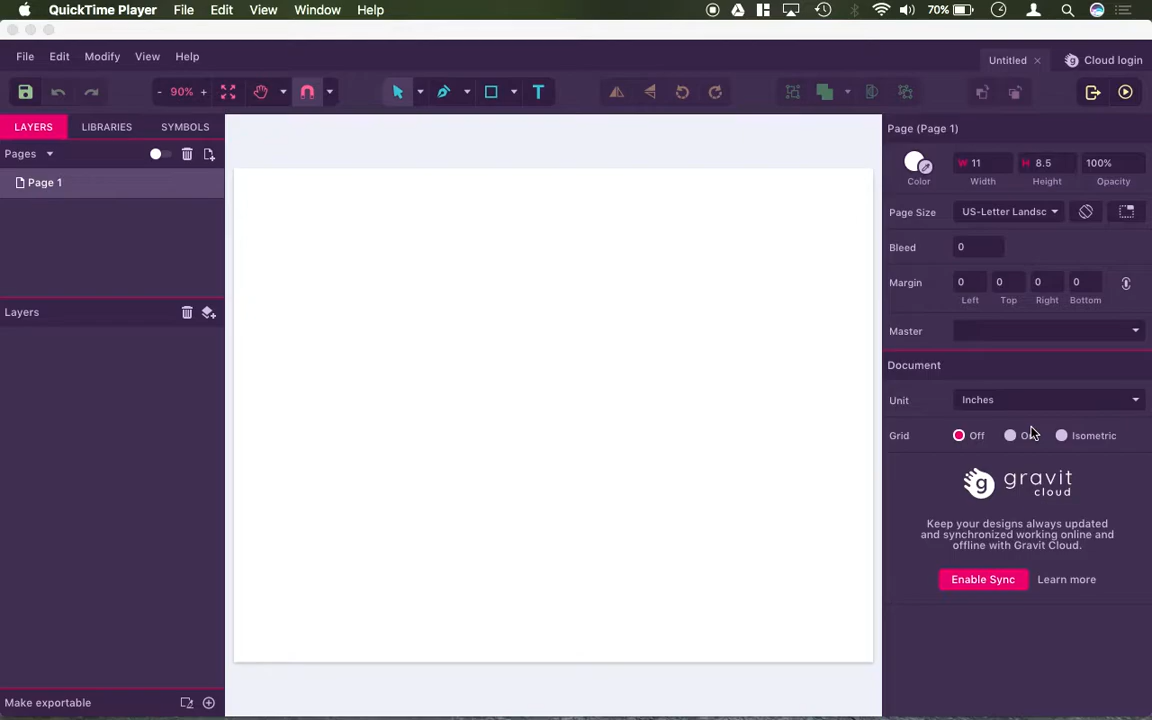 QuickTime Player File Edit View Window Help 70%
File Edit Modify View Help Untitled Cloud login
- 90% + T
LAYERS LIBRARIES SYMBOLS
Pages
Page 1
Layers
Make exportable
Page (Page 1)
W 11 H 8.5 100%
Color Width Height Opacity
Page Size US-Letter Landsc
Bleed 0
Margin 0 0 0 0
Left Top Right Bottom
Master
Document
Unit Inches
Grid Off Isometric
gravit
cloud
Keep your designs always updated
and synchronized working online and
offline with Gravit Cloud.
Enable Sync Learn more